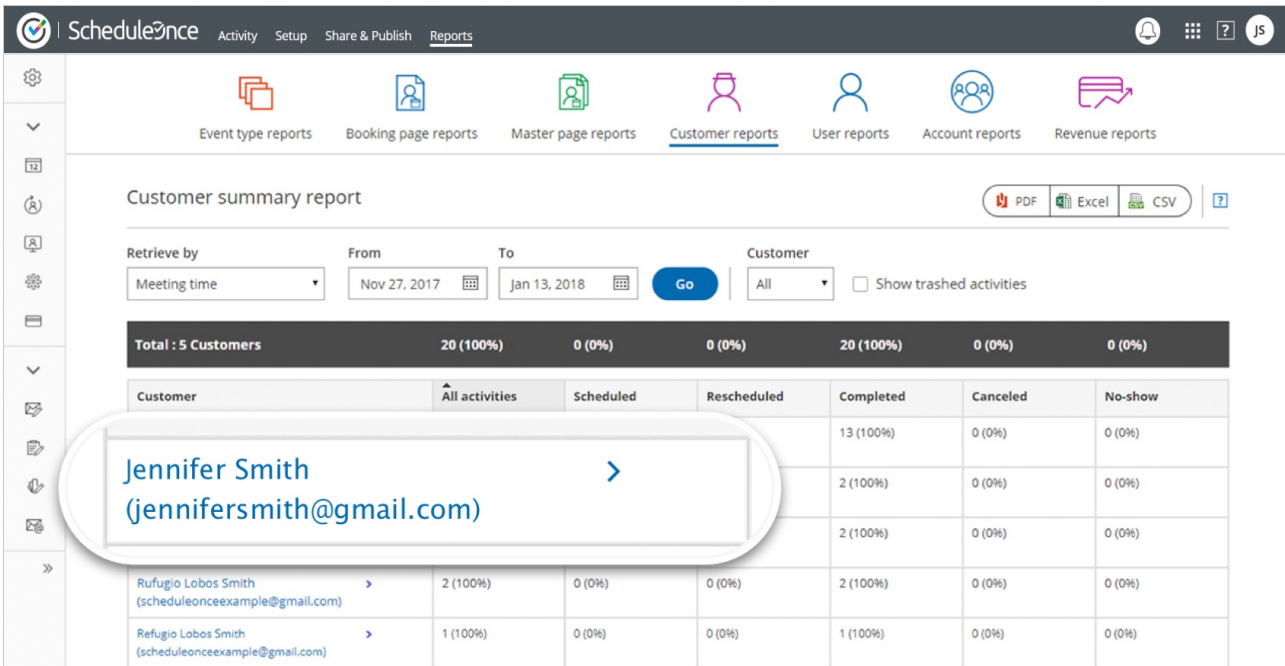 ScheduleOnce Activity Setup Share & Publish Reports ? JS
Event type reports Booking page reports Master page reports Customer reports User reports Account reports Revenue reports
12
Customer summary report PDF Excel CSV ?
Retrieve by From To Customer
Meeting time Nov 27, 2017 Jan 13, 2018 Go All Show trashed activities
Total : 5 Customers 20 (100%) 0 (0%) 0 (0%) 20 (100%) 0 (0%) 0 (0%)
Customer All activities Scheduled Rescheduled Completed Canceled No-show
13 (100%) 0 (0%) 0 (0%)
Jennifer Smith
(jennifersmith@gmail.com)
2 (100%) 0 (0%) 0 (0%)
2 (100%) 0 (0%) 0 (0%)
Rufugio Lobos Smith 2 (100%) 0 (0%) 0 (0%) 2 (100%) 0 (0%) 0 (0%)
(scheduleonceexample@gmail.com)
Refugio Lobos Smith 1 (100%) 0 (0%) 0 (0%) 1 (100%) 0 (0%) 0 (0%)
(scheduleonceexample@gmail.com)